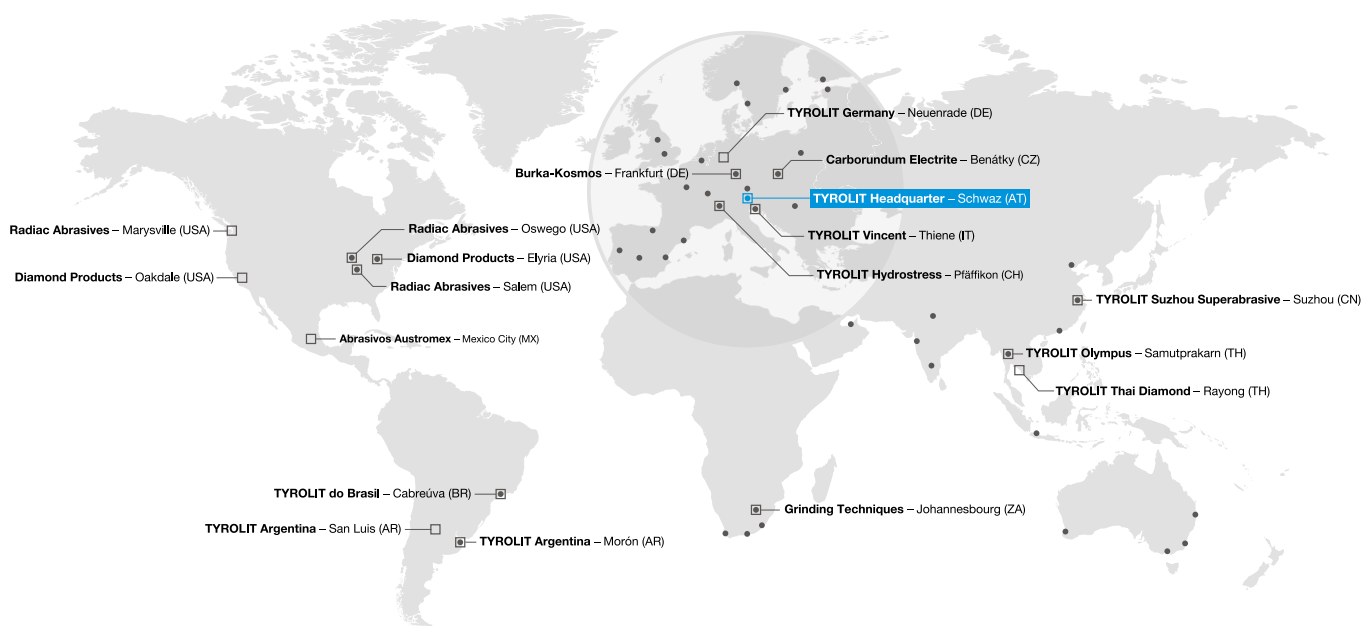 TYROLIT Germany – Neuenrade (DE)
Carborundum Electrite – Benátky (CZ)
Burka-Kosmos – Frankfurt (DE)
TYROLIT Headquarter – Schwaz (AT)
Radiac Abrasives – Marysville (USA)
Radiac Abrasives – Oswego (USA)
TYROLIT Vincent – Thiene (IT)
Diamond Products – Elyria (USA)
Diamond Products – Oakdale (USA)
TYROLIT Hydrostress – Pfäffikon (CH)
Radiac Abrasives – Salem (USA)
TYROLIT Suzhou Superabrasive – Suzhou (CN)
Abrasivos Austromex – Mexico City (MX)
TYROLIT Olympus – Samutprakarn (TH)
TYROLIT Thai Diamond – Rayong (TH)
TYROLIT do Brasil – Cabreúva (BR)
Grinding Techniques – Johannesbourg (ZA)
TYROLIT Argentina – San Luis (AR)
TYROLIT Argentina – Morón (AR)